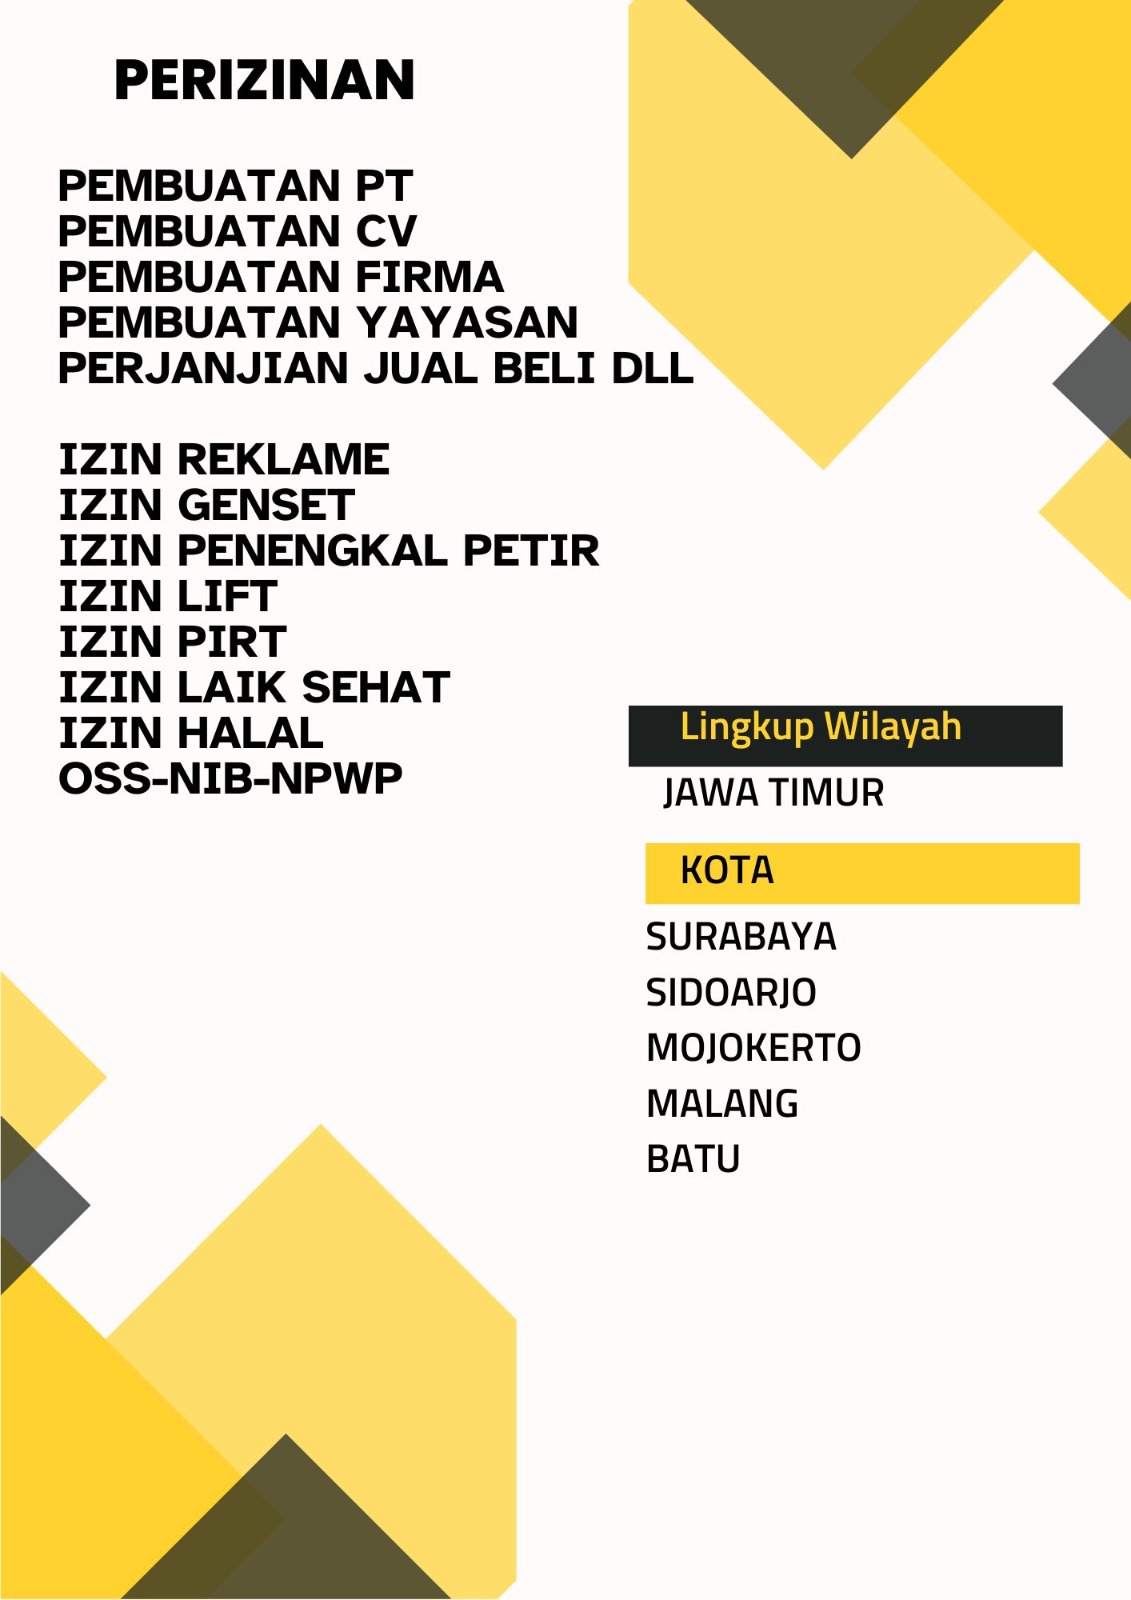 PERIZINAN
PEMBUATAN PT
PEMBUATAN CV
PEMBUATAN FIRMA
PEMBUATAN YAYASAN
PERJANJIAN JUAL BELI DLL
IZIN REKLAME
IZIN GENSET
IZIN PENENGKAL PETIR
IZIN LIFT
IZIN PIRT
IZIN LAIK SEHAT
IZIN HALAL
OSS-NIB-NPWP
Lingkup Wilayah
JAWA TIMUR
KOTA
SURABAYA
SIDOARJO
MOJOKERTO
MALANG
BATU